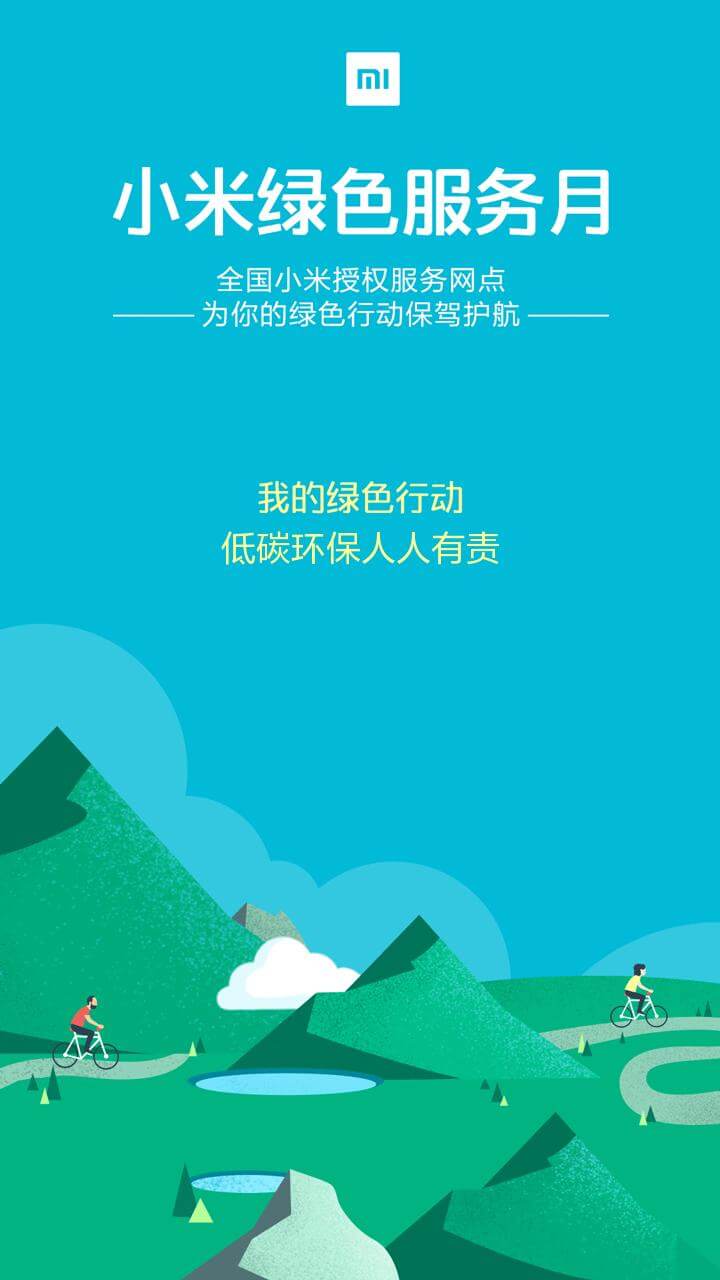 mi
小米绿色服务月
全国小米授权服务网点
为你的绿色行动保驾护航
我的绿色行动
低碳环保人人有责